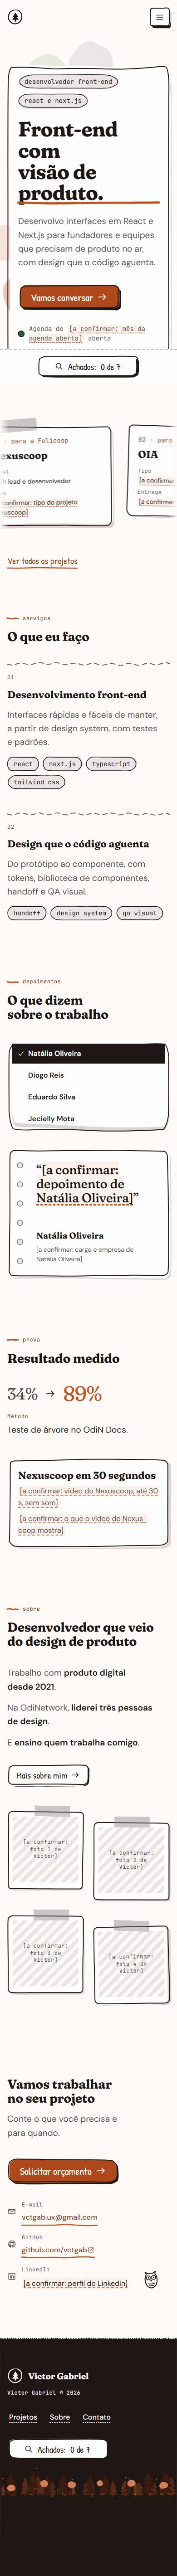 desenvolvedor front-end
react e next.js
Front-end
com
visão de
produto.
Desenvolvo interfaces em React e
Next.js para fundadores e equipes
que precisam de produto no ar,
com design que o código aguenta.
Vamos conversar →
Agenda de [a confirmar: mês da
agenda aberta] aberta
Achados: 0 de 7
· para a Felicoop
02 · para
exuscoop
OIA
h lead e desenvolvedor
Tipo
[a confirmar
confirmar: tipo do projeto
Entrega
[a confirmar
Ver todos os projetos
serviços
O que eu faço
01
Desenvolvimento front-end
Interfaces rápidas e fáceis de manter,
a partir de design system, com testes
e padrões.
react
next.js
typescript
tailwind css
02
Design que o código aguenta
Do protótipo ao componente, com
tokens, biblioteca de componentes,
handoff e QA visual.
handoff
design system
qa visual
depoimentos
O que dizem
sobre o trabalho
Natália Oliveira
Diogo Reis
Eduardo Silva
Jecielly Mota
“[a confirmar:
depoimento de
Natália Oliveira]”
Natália Oliveira
[a confirmar: cargo e empresa de
Natália Oliveira]
prova
Resultado medido
34% → 89%
Método
Teste de árvore no OdiN Docs.
Nexuscoop em 30 segundos
[a confirmar: vídeo do Nexuscoop, até 30
s, sem som]
[a confirmar: o que o vídeo do Nexus-
coop mostra]
sobre
Desenvolvedor que veio
do design de produto
Trabalho com produto digital
desde 2021.
Na OdiNetwork, liderei três pessoas
de design.
E ensino quem trabalha comigo.
Mais sobre mim →
[a confirmar:
foto 1 de
Victor]
[a confirmar:
foto 2 de
Victor]
[a confirmar:
foto 3 de
Victor]
[a confirmar:
foto 4 de
Victor]
Vamos trabalhar
no seu projeto
Conte o que você precisa e
para quando.
Solicitar orçamento →
E-mail
vctgab.ux@gmail.com
GitHub
github.com/vctgab
LinkedIn
[a confirmar: perfil do LinkedIn]
Victor Gabriel
Victor Gabriel © 2026
Projetos
Sobre
Contato
Achados: 0 de 7